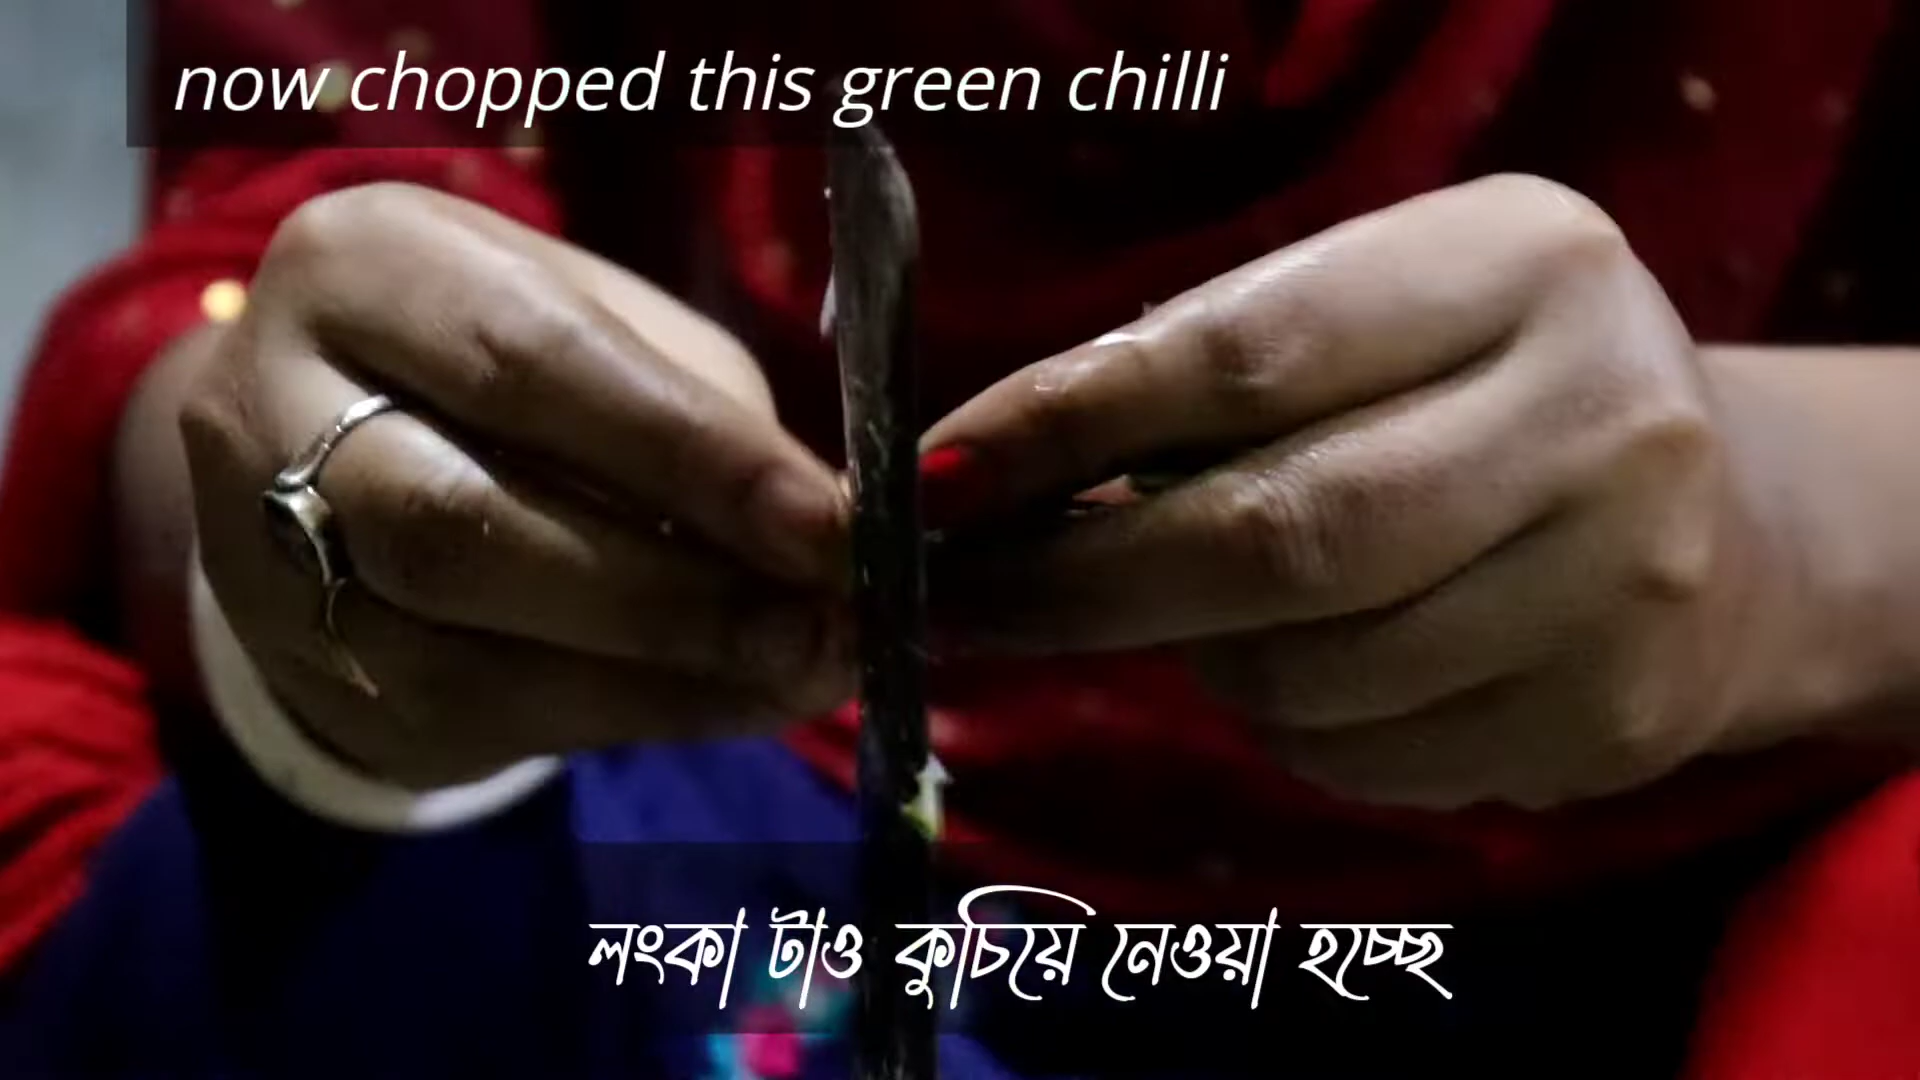 now chopped this green chilli
লংকা টাও কুচিয়ে নেওয়া হচ্ছে